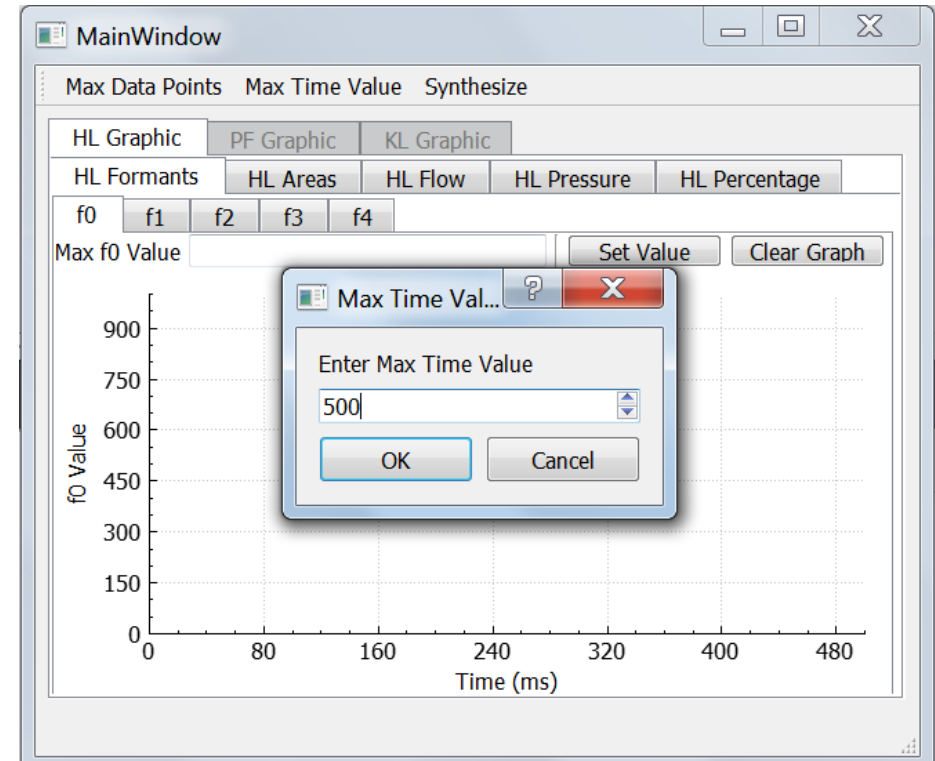 MainWindow
Max Data Points Max Time Value Synthesize
HL Graphic PF Graphic KL Graphic
HL Formants HL Areas HL Flow HL Pressure HL Percentage
f0 f1 f2 f3 f4
Max f0 Value Set Value Clear Graph
Max Time Val...
Enter Max Time Value
500
OK Cancel
f0 Value
900
750
600
450
300
150
0
0 80 160 240 320 400 480
Time (ms)